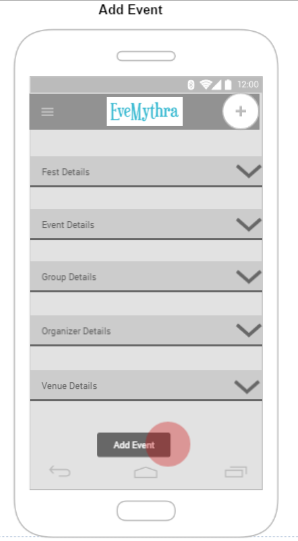 Add Event
12:00
EveMythra
Fest Details
Event Details
Group Details
Organizer Details
Venue Details
Add Event